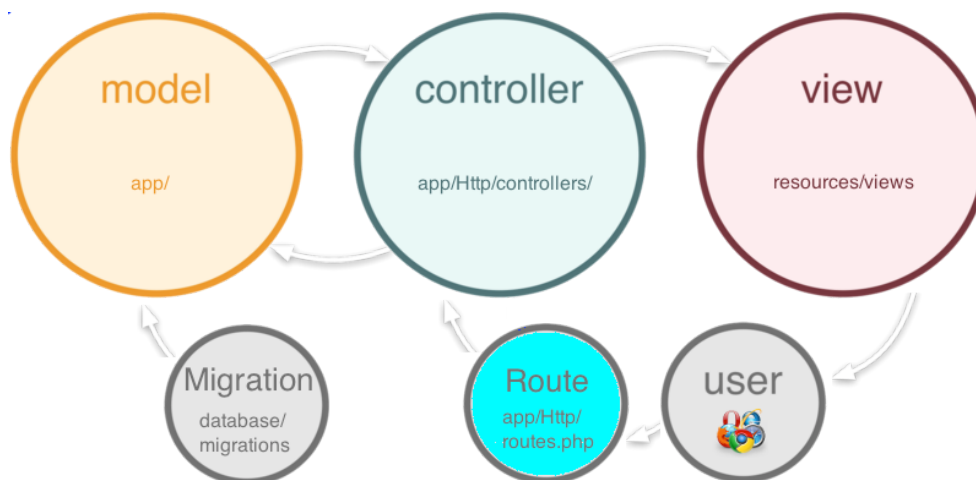 model
controller
view
app/
app/Http/controllers/
resources/views
Migration
database/
migrations
Route
app/Http/
routes.php
user